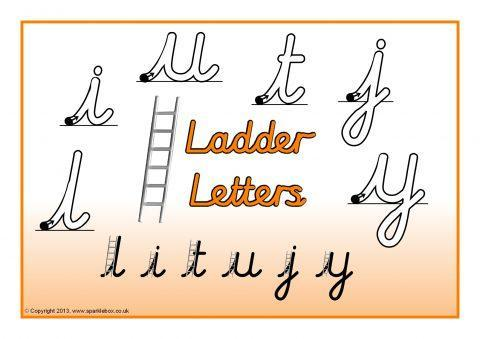 i u t j
l y
Ladder
Letters
l i t u j y
© Copyright 2013, www.sparklebox.co.uk